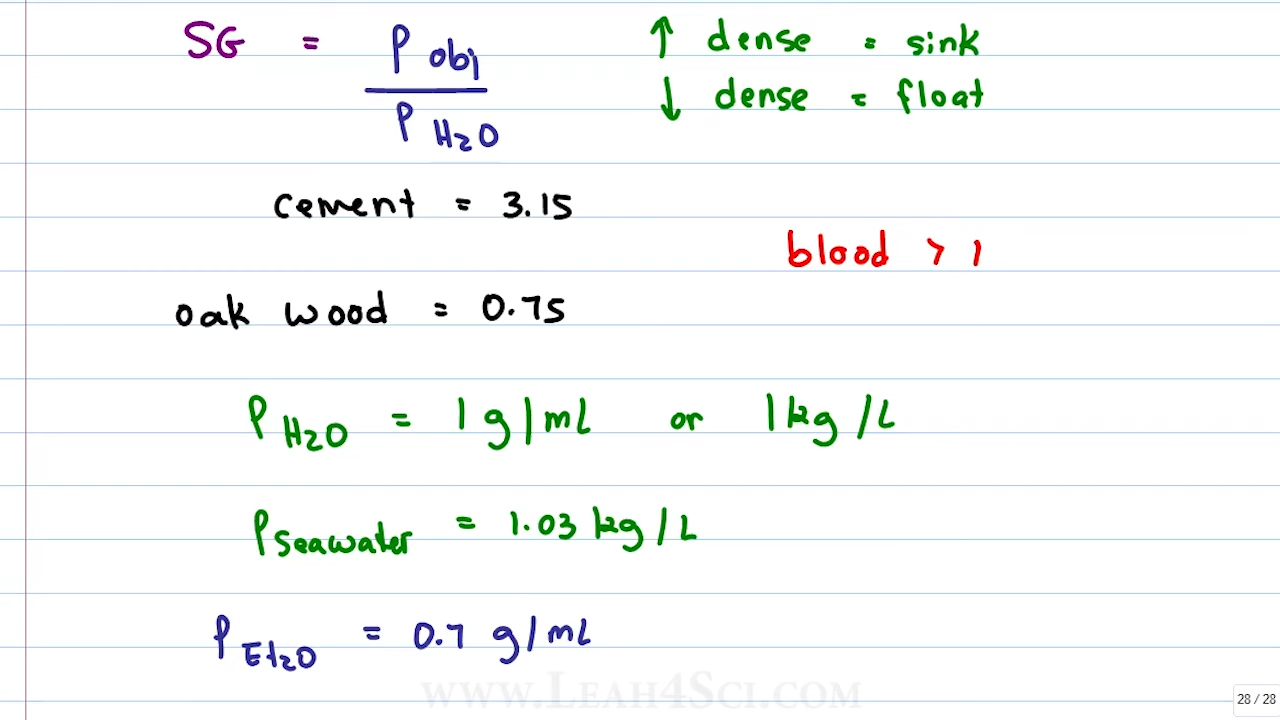 SG = ρ obj / ρ H₂O
↑ dense = sink
↓ dense = float
cement = 3.15
blood > 1
oak wood = 0.75
ρ H₂O = 1 g/mL or 1 kg/L
ρ seawater = 1.03 kg/L
ρ Et₂O = 0.7 g/mL
www.Leah4Sci.com
28 / 28